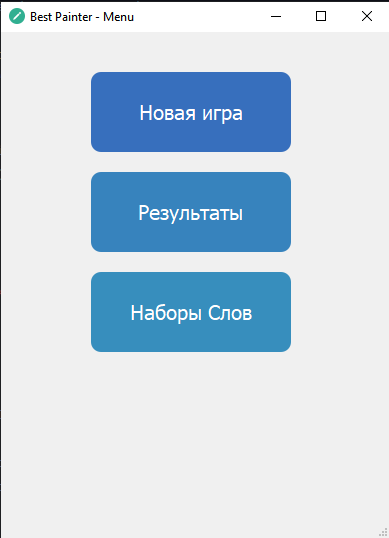 Best Painter - Menu
Новая игра
Результаты
Наборы Слов